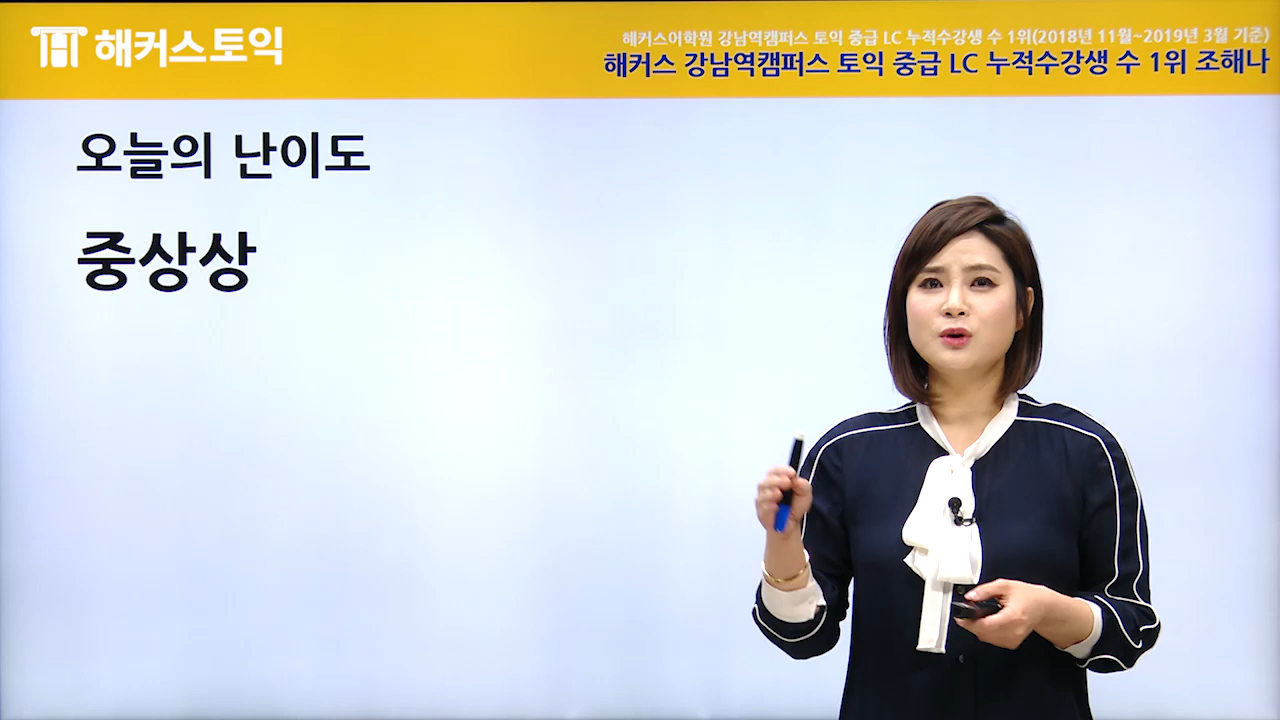 해커스토익
해커스어학원 강남역캠퍼스 토익 중급 LC 누적수강생 수 1위(2018년 11월~2019년 3월 기준)
해커스 강남역캠퍼스 토익 중급 LC 누적수강생 수 1위 조해나
오늘의 난이도
중상상